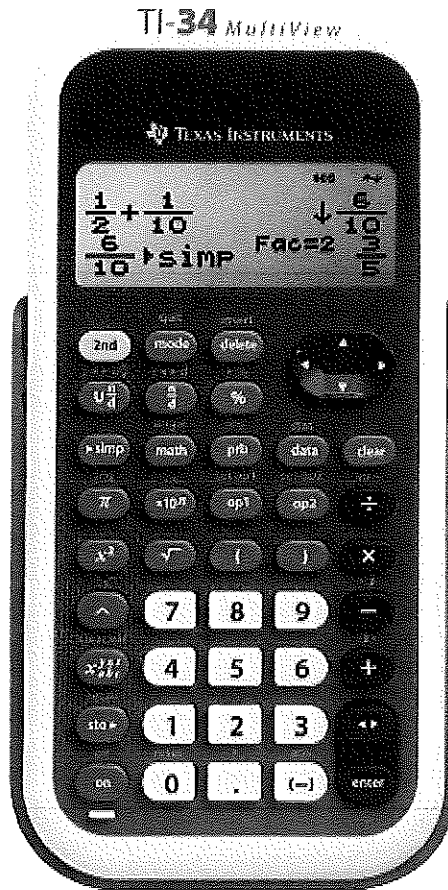 TI-34 MultiView
TEXAS INSTRUMENTS
1/2 + 1/10 ↓6/10
6/10 ▶simp Fac=2 3/5
2nd mode delete
U n/d n/d %
▶simp math prb data clear
π ×10ⁿ op1 op2 ÷
√ ( ) ×
^ 7 8 9 −
4 5 6 +
sto▶ 1 2 3 ◂▸
on 0 . (−) enter